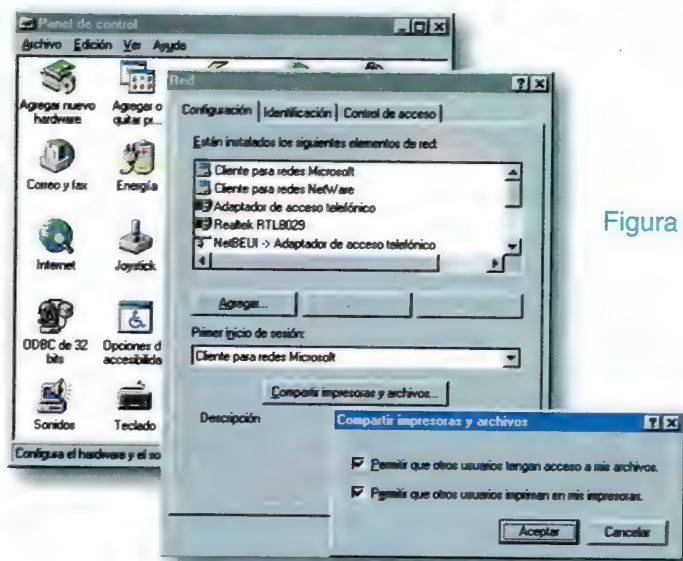 Panel de control
Archivo Edición Ver Ayuda
Agregar nuevo hardware
Agregar o quitar pr...
Correo y fax
Energía
Internet
Joystick
ODBC de 32 bits
Opciones d accesibilida
Sonidos
Teclado
Configura el hardware y el so
Red
Configuración Identificación Control de acceso
Están instalados los siguientes elementos de red:
Cliente para redes Microsoft
Cliente para redes NetWare
Adaptador de acceso telefónico
Realtek RTL8029
NetBEUI -> Adaptador de acceso telefónico
Agregar...
Primer inicio de sesión:
Cliente para redes Microsoft
Compartir impresoras y archivos...
Descripción
Compartir impresoras y archivos
Permitir que otros usuarios tengan acceso a mis archivos.
Permitir que otros usuarios impriman en mis impresoras.
Aceptar Cancelar
Figura